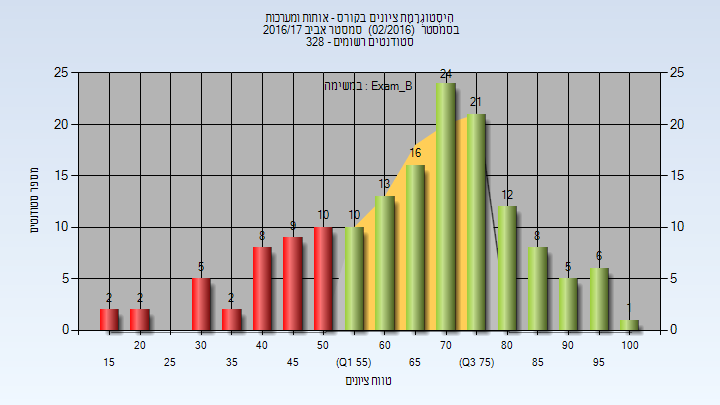 היסטוגרמת ציונים בקורס - אותות ומערכות
בסמסטר (02/2016) סמסטר אביב 2016/17
סטודנטים רשומים - 328
במשימה : Exam_B
25 25
20 20
15 15
10 10
5 5
0 0
מספר סטודנטים
2 2 5 2 8 9 10 10 13 16 24 21 12 8 5 6 1
20 30 40 50 60 70 80 90 100
15 25 35 45 (Q1 55) 65 (Q3 75) 85 95
טווח ציונים